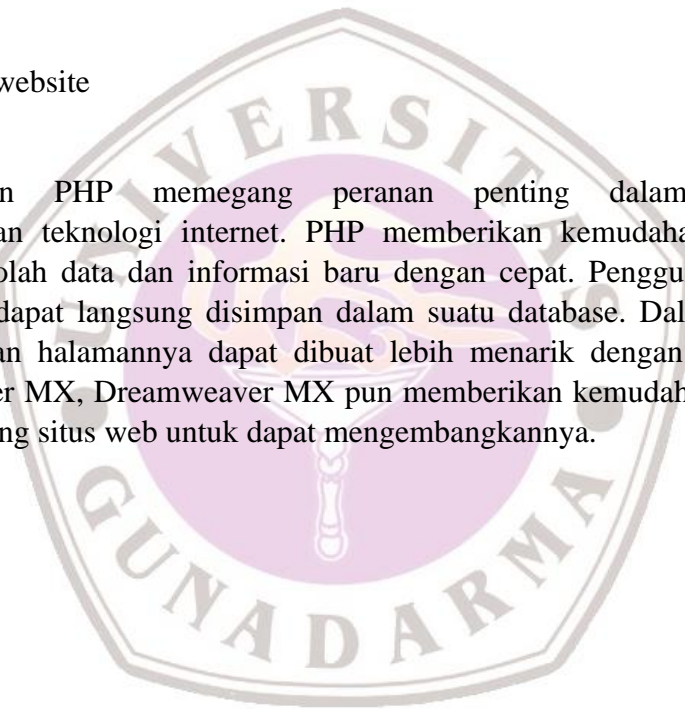 website
n PHP memegang peranan penting dalam
an teknologi internet. PHP memberikan kemudaha
olah data dan informasi baru dengan cepat. Penggu
dapat langsung disimpan dalam suatu database. Dal
an halamannya dapat dibuat lebih menarik dengan
er MX, Dreamweaver MX pun memberikan kemudah
ng situs web untuk dapat mengembangkannya.
UNIVERSITAS
GUNADARMA